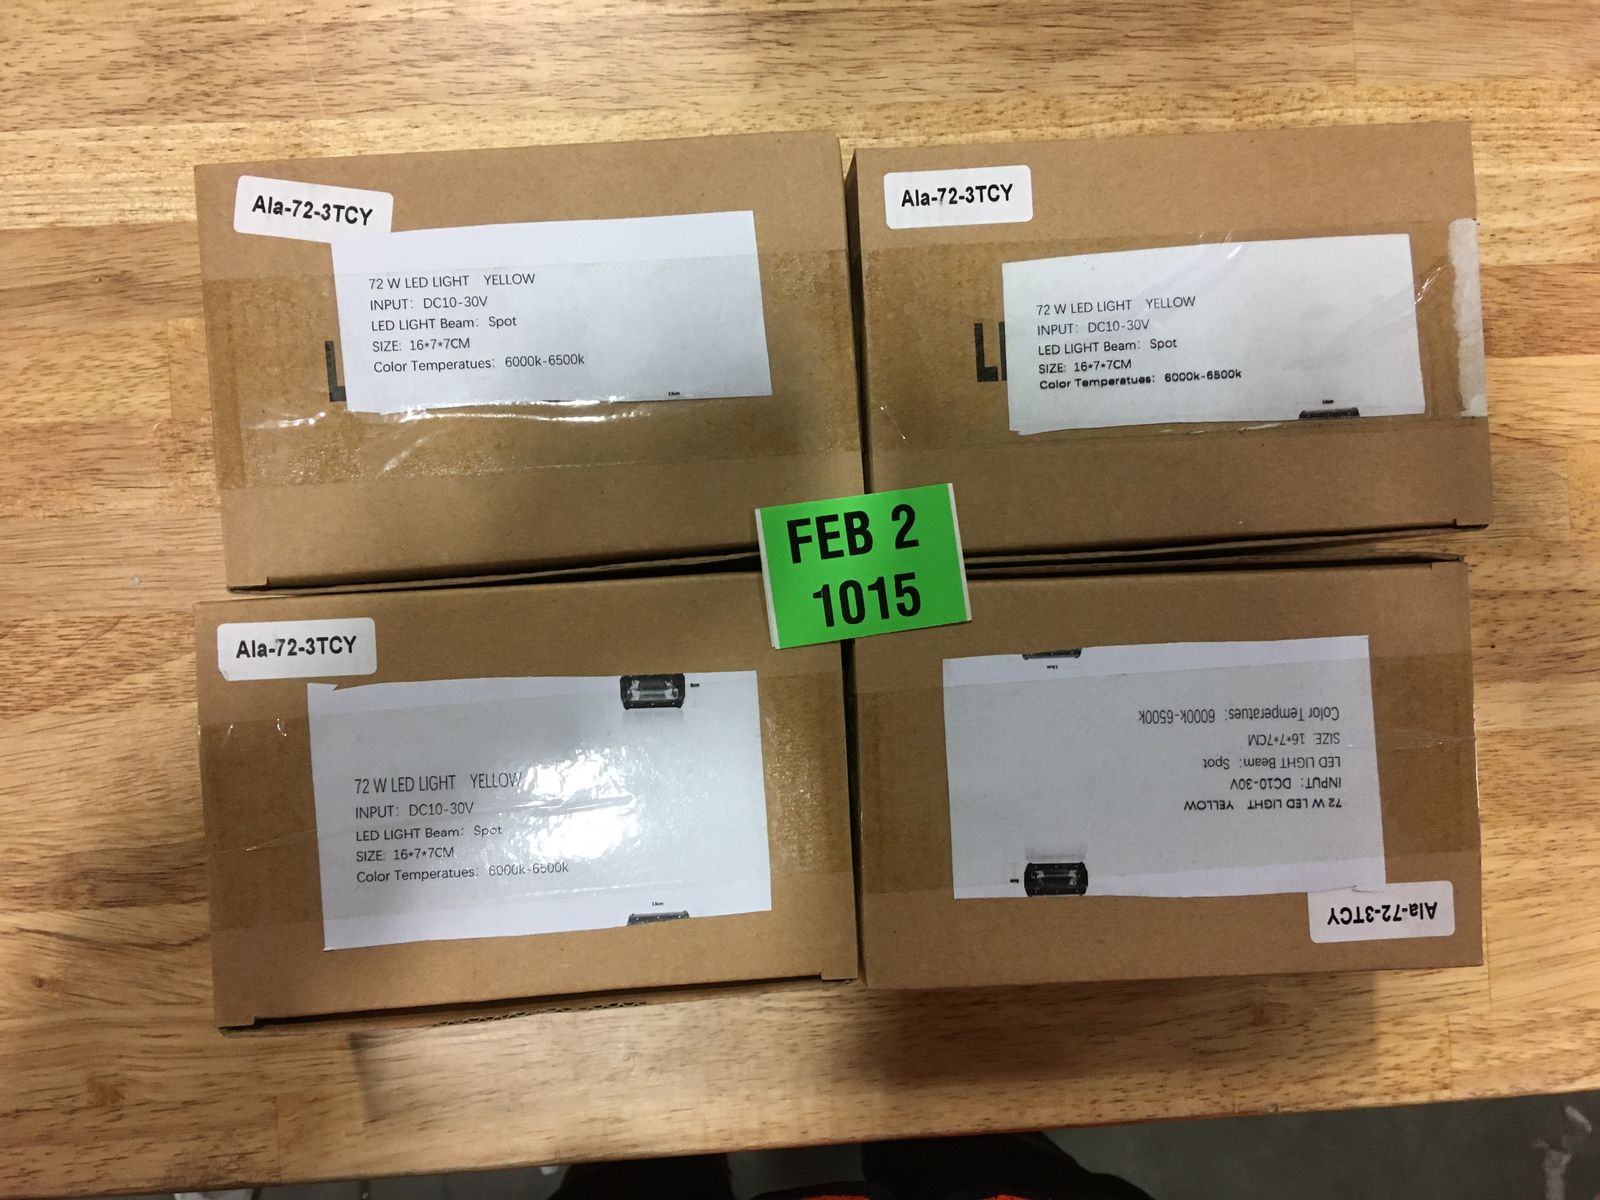 Ala-72-3TCY
72 W LED LIGHT YELLOW
INPUT: DC10-30V
LED LIGHT Beam: Spot
SIZE: 16*7*7CM
Color Temperatues: 6000k-6500k
Ala-72-3TCY
72 W LED LIGHT YELLOW
INPUT: DC10-30V
LED LIGHT Beam: Spot
SIZE: 16*7*7CM
Color Temperatues: 6000k-6500k
FEB 2
1015
Ala-72-3TCY
72 W LED LIGHT YELLOW
INPUT: DC10-30V
LED LIGHT Beam: Spot
SIZE: 16*7*7CM
Color Temperatues: 6000k-6500k
Ala-72-3TCY
72 W LED LIGHT YELLOW
INPUT: DC10-30V
LED LIGHT Beam: Spot
SIZE: 16*7*7CM
Color Temperatues: 6000k-6500k